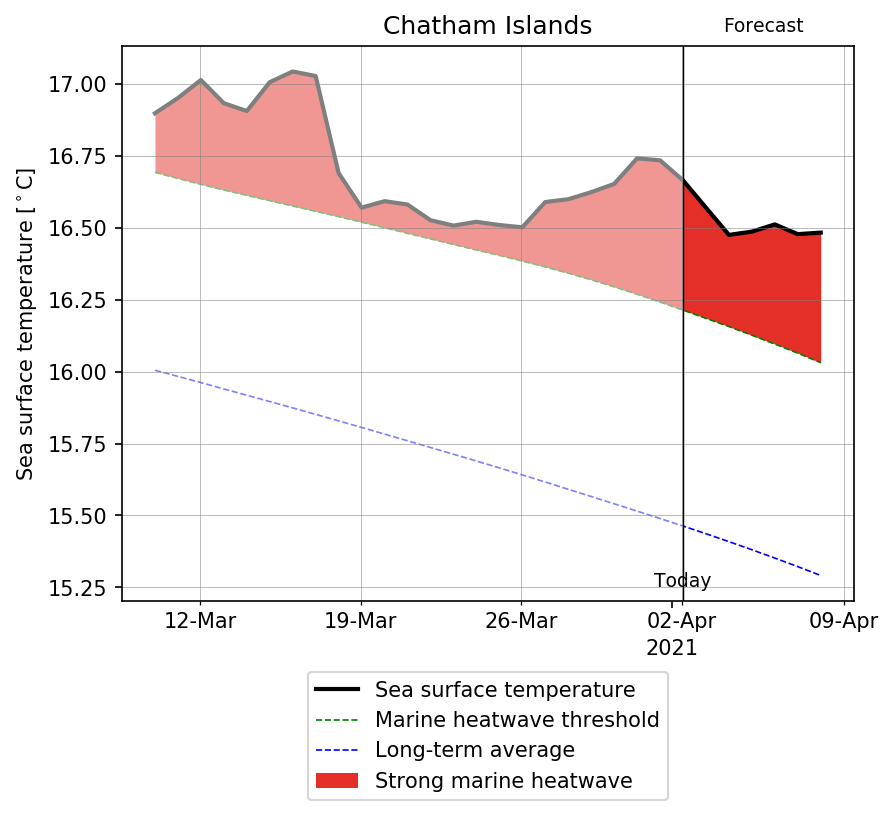 Chatham Islands
Forecast
Sea surface temperature [°C]
17.00
16.75
16.50
16.25
16.00
15.75
15.50
15.25
Today
12-Mar
19-Mar
26-Mar
02-Apr
09-Apr
2021
Sea surface temperature
Marine heatwave threshold
Long-term average
Strong marine heatwave